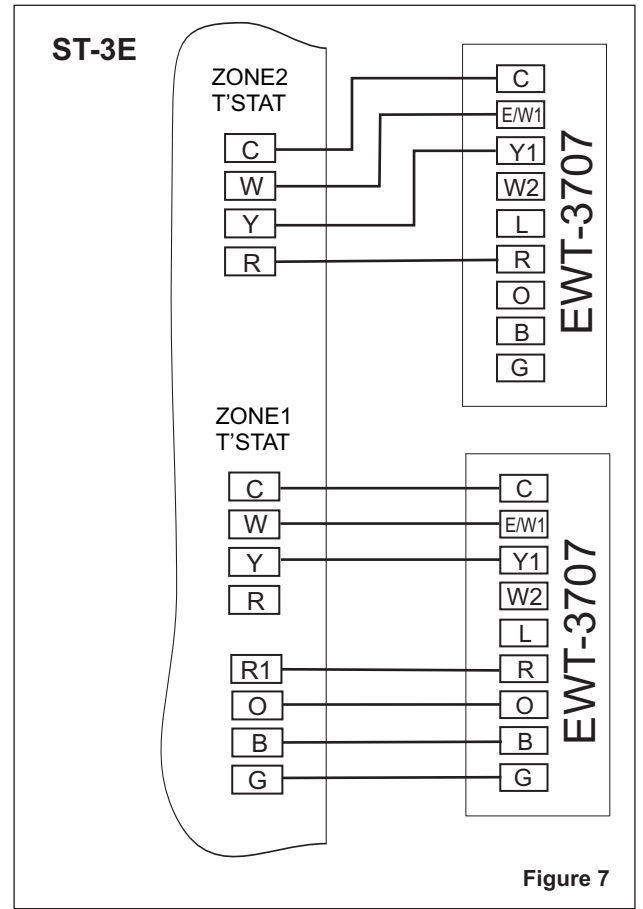 ST-3E
ZONE2
T'STAT
C
W
Y
R
C
E/W1
Y1
W2
L
R
O
B
G
EWT-3707
ZONE1
T'STAT
C
W
Y
R
R1
O
B
G
C
E/W1
Y1
W2
L
R
O
B
G
EWT-3707
Figure 7